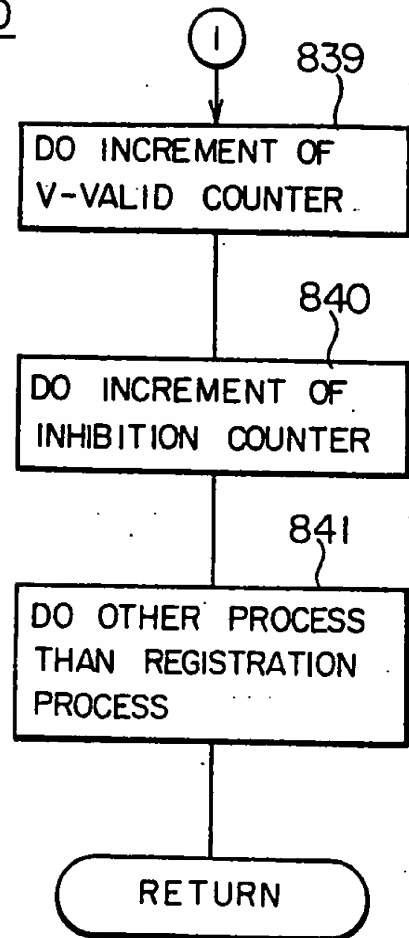 1
839
DO INCREMENT OF
V-VALID COUNTER
840
DO INCREMENT OF
INHIBITION COUNTER
841
DO OTHER PROCESS
THAN REGISTRATION
PROCESS
RETURN